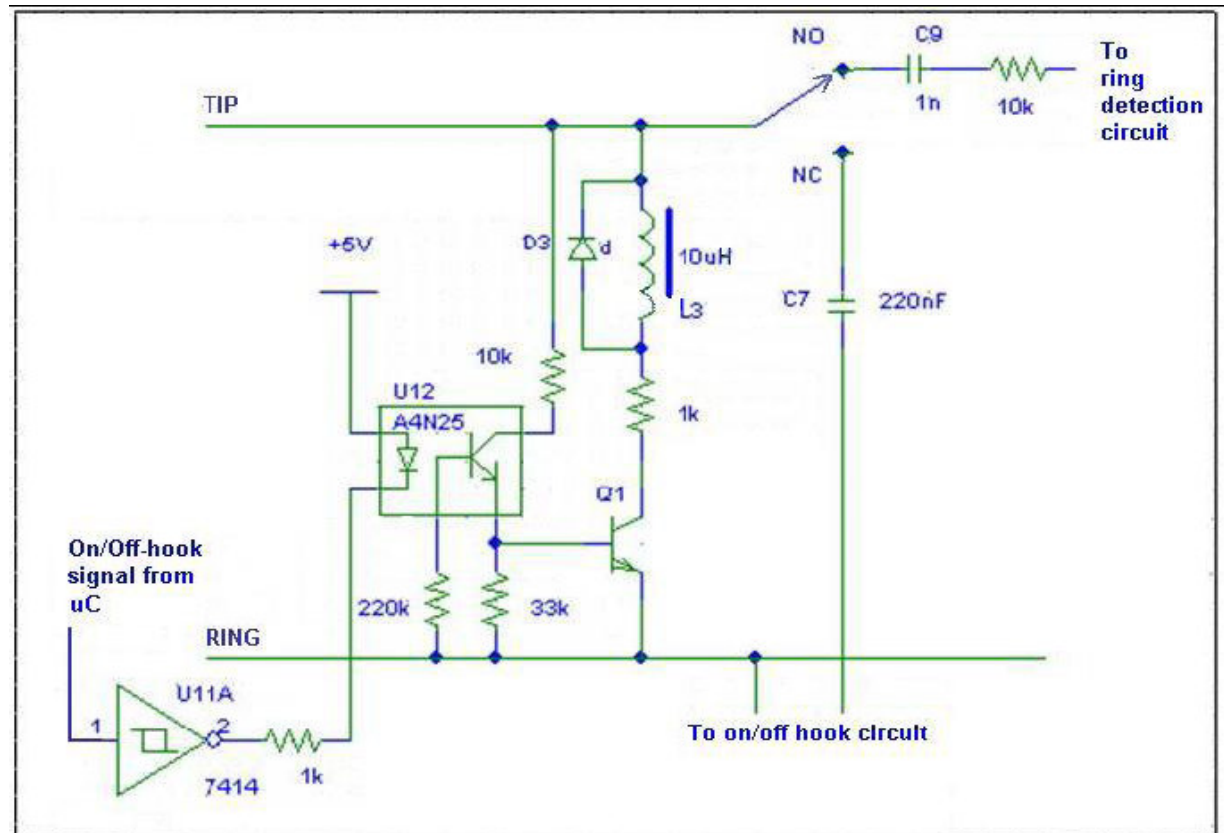 NO
C9
1n
10k
To
ring
detection
circuit
TIP
NC
+5V
D3
d
10uH
L3
C7
220nF
10k
1k
U12
A4N25
Q1
On/Off-hook
signal from
uC
220k
33k
RING
U11A
1
2
7414
1k
To on/off hook circuit